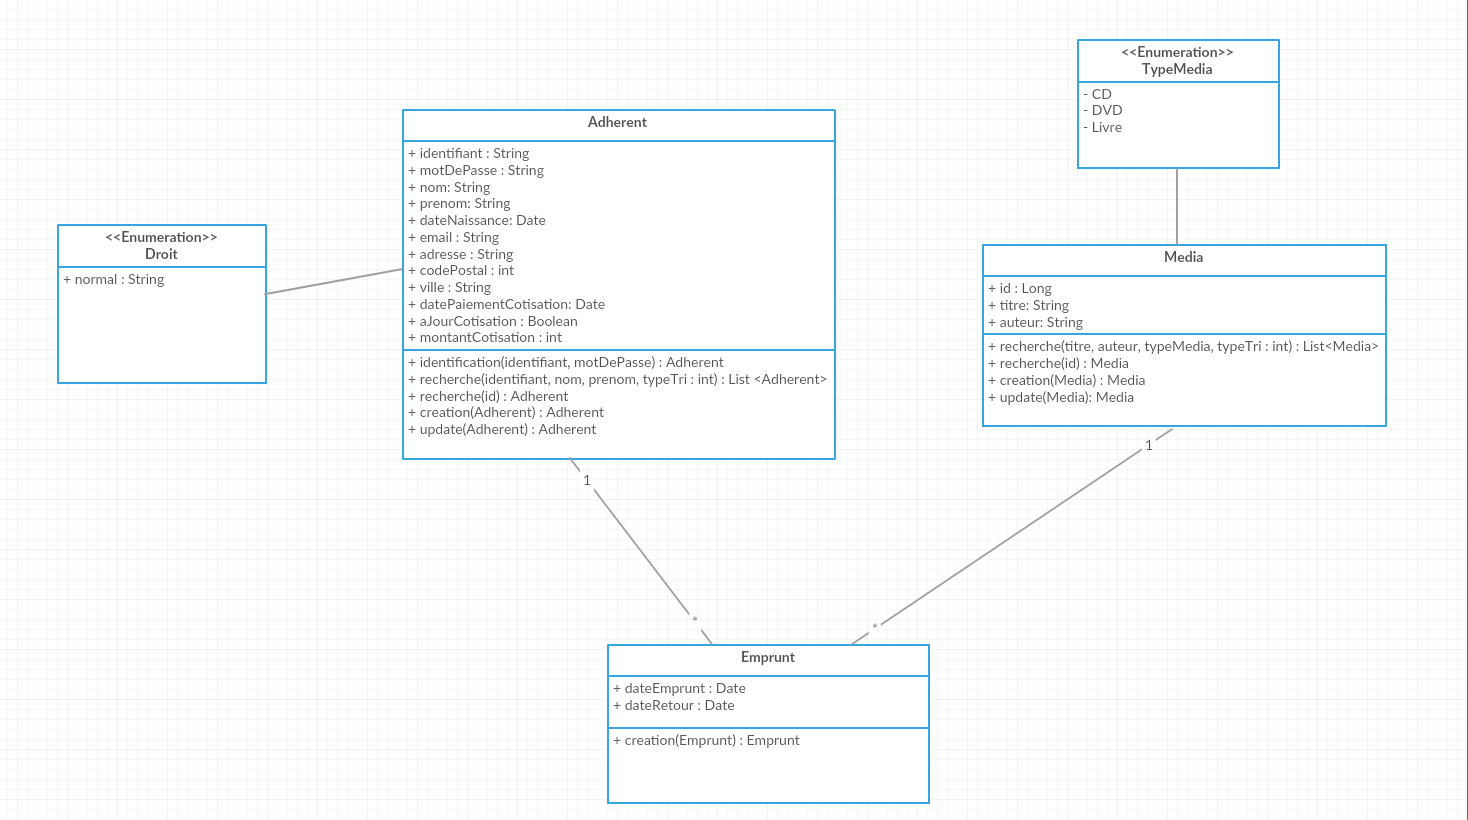 <<Enumeration>>
TypeMedia
- CD
- DVD
- Livre
Adherent
+ identifiant : String
+ motDePasse : String
+ nom: String
+ prenom: String
+ dateNaissance: Date
+ email : String
+ adresse : String
+ codePostal : int
+ ville : String
+ datePaiementCotisation: Date
+ aJourCotisation : Boolean
+ montantCotisation : int
+ identification(identifiant, motDePasse) : Adherent
+ recherche(identifiant, nom, prenom, typeTri : int) : List <Adherent>
+ recherche(id) : Adherent
+ creation(Adherent) : Adherent
+ update(Adherent) : Adherent
<<Enumeration>>
Droit
+ normal : String
Media
+ id : Long
+ titre: String
+ auteur: String
+ recherche(titre, auteur, typeMedia, typeTri : int) : List<Media>
+ recherche(id) : Media
+ creation(Media) : Media
+ update(Media): Media
1
1
*
*
Emprunt
+ dateEmprunt : Date
+ dateRetour : Date
+ creation(Emprunt) : Emprunt